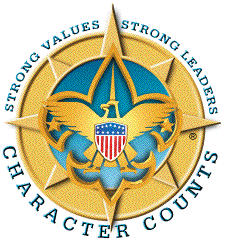 STRONG VALUES STRONG LEADERS
CHARACTER COUNTS
®